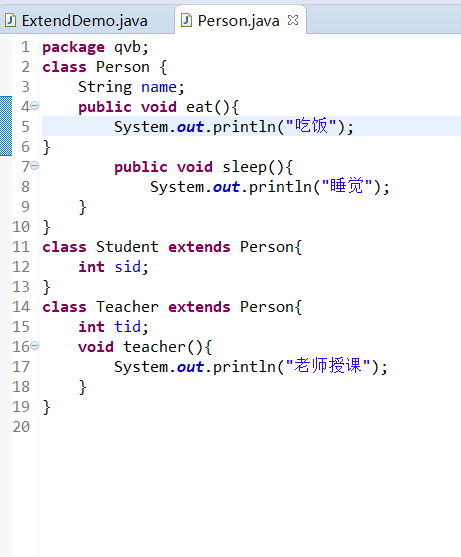 ExtendDemo.java Person.java
1 package qvb;
2 class Person {
3     String name;
4     public void eat(){
5         System.out.println("吃饭");
6 }
7         public void sleep(){
8             System.out.println("睡觉");
9     }
10 }
11 class Student extends Person{
12     int sid;
13 }
14 class Teacher extends Person{
15     int tid;
16     void teacher(){
17         System.out.println("老师授课");
18     }
19 }
20